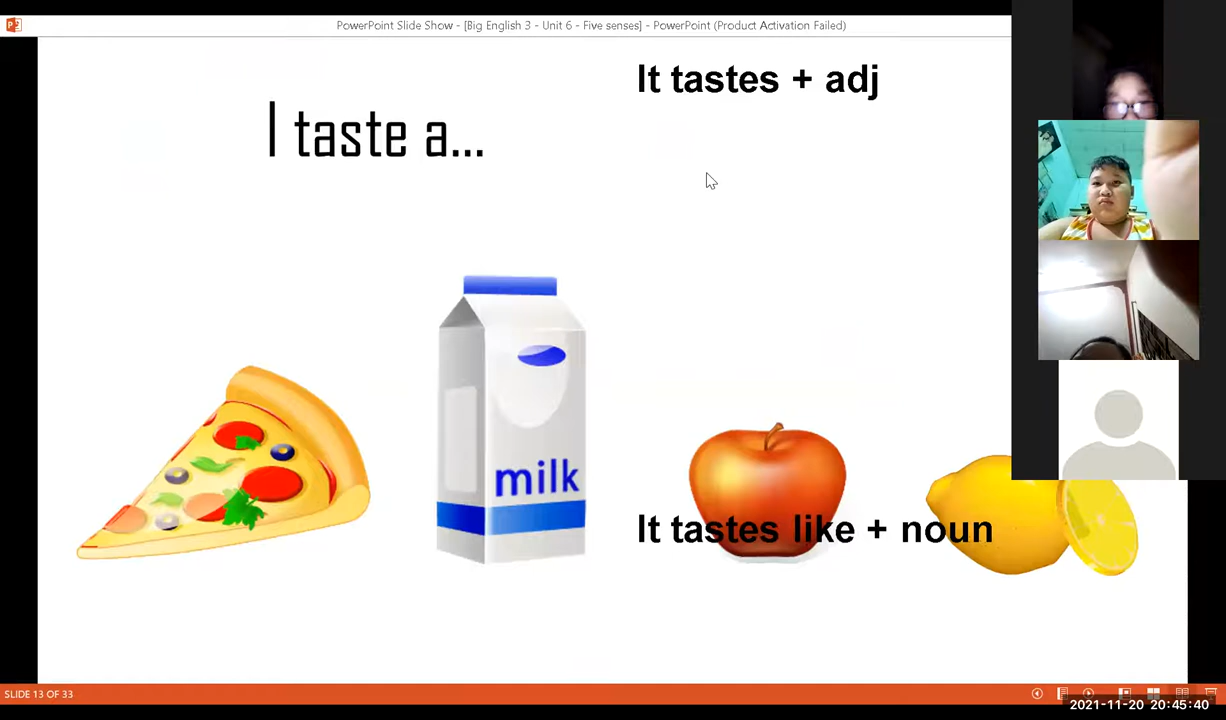 PowerPoint Slide Show - [Big English 3 - Unit 6 - Five senses] - PowerPoint (Product Activation Failed)
It tastes + adj
I taste a...
milk
It tastes like + noun
SLIDE 13 OF 33
2021-11-20 20:45:40